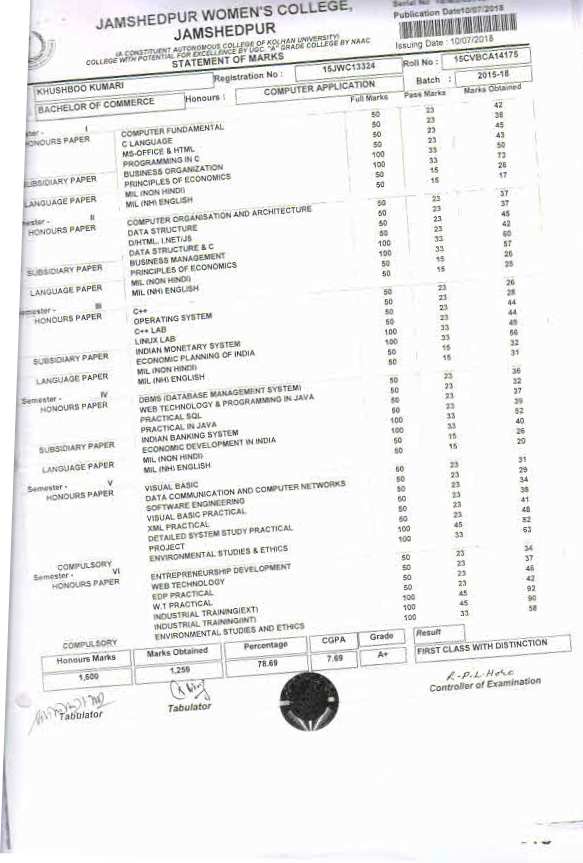 JAMSHEDPUR WOMEN'S COLLEGE,
JAMSHEDPUR
(A CONSTITUENT AUTONOMOUS COLLEGE OF KOLHAN UNIVERSITY)
COLLEGE WITH POTENTIAL FOR EXCELLENCE BY UGC, "A" GRADE COLLEGE BY NAAC
STATEMENT OF MARKS
Publication Date10/07/2018
Issuing Date : 10/07/2018
Registration No : 15JWC13324 Roll No : 15CVBCA14175
KHUSHBOO KUMARI Batch : 2015-18
BACHELOR OF COMMERCE Honours : COMPUTER APPLICATION
Full Marks Pass Marks Marks Obtained
I
HONOURS PAPER COMPUTER FUNDAMENTAL 50 23 42
C LANGUAGE 50 23 38
MS-OFFICE & HTML 50 23 45
PROGRAMMING IN C 50 23 43
SUBSIDIARY PAPER BUSINESS ORGANIZATION 100 33 50
PRINCIPLES OF ECONOMICS 100 33 73
LANGUAGE PAPER MIL (NON HINDI) 50 15 26
MIL (NH) ENGLISH 50 15 17
II
HONOURS PAPER COMPUTER ORGANISATION AND ARCHITECTURE 50 23 37
DATA STRUCTURE 50 23 37
D/HTML, I.NET/JS 50 23 45
DATA STRUCTURE & C 50 23 42
SUBSIDIARY PAPER BUSINESS MANAGEMENT 100 33 60
PRINCIPLES OF ECONOMICS 100 33 57
LANGUAGE PAPER MIL (NON HINDI) 50 15 26
MIL (NH) ENGLISH 50 15 25
Semester - III
HONOURS PAPER C++ 50 23 26
OPERATING SYSTEM 50 23 28
C++ LAB 50 23 44
LINUX LAB 50 23 44
SUBSIDIARY PAPER INDIAN MONETARY SYSTEM 100 33 49
ECONOMIC PLANNING OF INDIA 100 33 56
LANGUAGE PAPER MIL (NON HINDI) 50 15 32
MIL (NH) ENGLISH 50 15 31
Semester - IV
HONOURS PAPER DBMS (DATABASE MANAGEMENT SYSTEM) 50 23 36
WEB TECHNOLOGY & PROGRAMMING IN JAVA 50 23 32
PRACTICAL SQL 50 23 37
PRACTICAL IN JAVA 50 23 39
SUBSIDIARY PAPER INDIAN BANKING SYSTEM 100 33 52
ECONOMIC DEVELOPMENT IN INDIA 100 33 40
LANGUAGE PAPER MIL (NON HINDI) 50 15 26
MIL (NH) ENGLISH 50 15 20
Semester - V
HONOURS PAPER VISUAL BASIC 50 23 31
DATA COMMUNICATION AND COMPUTER NETWORKS 50 23 29
SOFTWARE ENGINEERING 50 23 34
VISUAL BASIC PRACTICAL 50 23 38
XML PRACTICAL 50 23 41
DETAILED SYSTEM STUDY PRACTICAL 50 23 48
PROJECT 100 45 82
COMPULSORY ENVIRONMENTAL STUDIES & ETHICS 100 33 63
Semester - VI
HONOURS PAPER ENTREPRENEURSHIP DEVELOPMENT 50 23 34
WEB TECHNOLOGY 50 23 37
EDP PRACTICAL 50 23 46
W.T PRACTICAL 50 23 42
INDUSTRIAL TRAINING(EXT) 100 45 92
INDUSTRIAL TRAINING(INT) 100 45 90
COMPULSORY ENVIRONMENTAL STUDIES AND ETHICS 100 33 58
Honours Marks Marks Obtained Percentage CGPA Grade Result
1,600 1,259 78.69 7.69 A+ FIRST CLASS WITH DISTINCTION
Tabulator Tabulator Controller of Examination